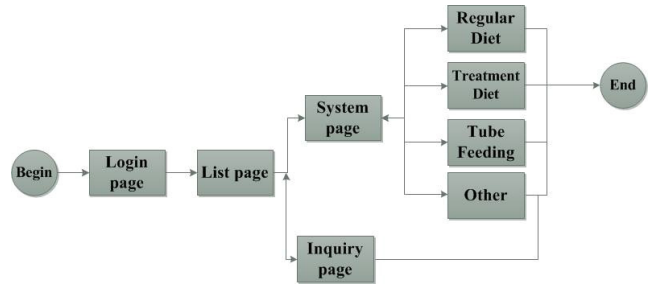 Begin
Login
page
List page
System
page
Inquiry
page
Regular
Diet
Treatment
Diet
Tube
Feeding
Other
End